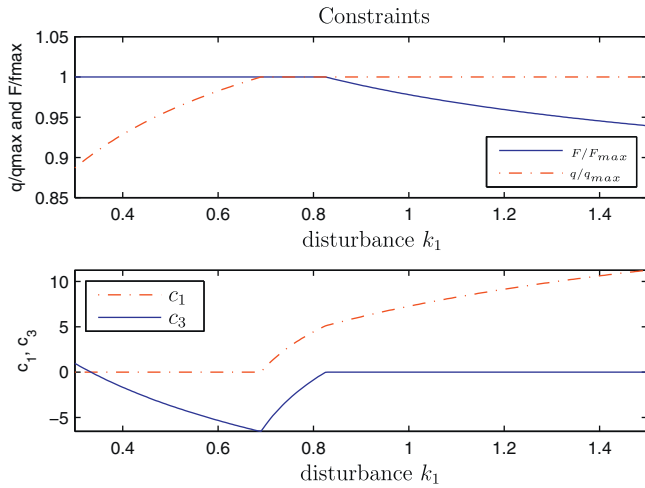 Constraints
q/qmax and F/fmax
1.05
1
0.95
0.9
0.85
F/F_max
q/q_max
0.4 0.6 0.8 1 1.2 1.4
disturbance k_1
c_1, c_3
10
5
0
−5
c_1
c_3
0.4 0.6 0.8 1 1.2 1.4
disturbance k_1